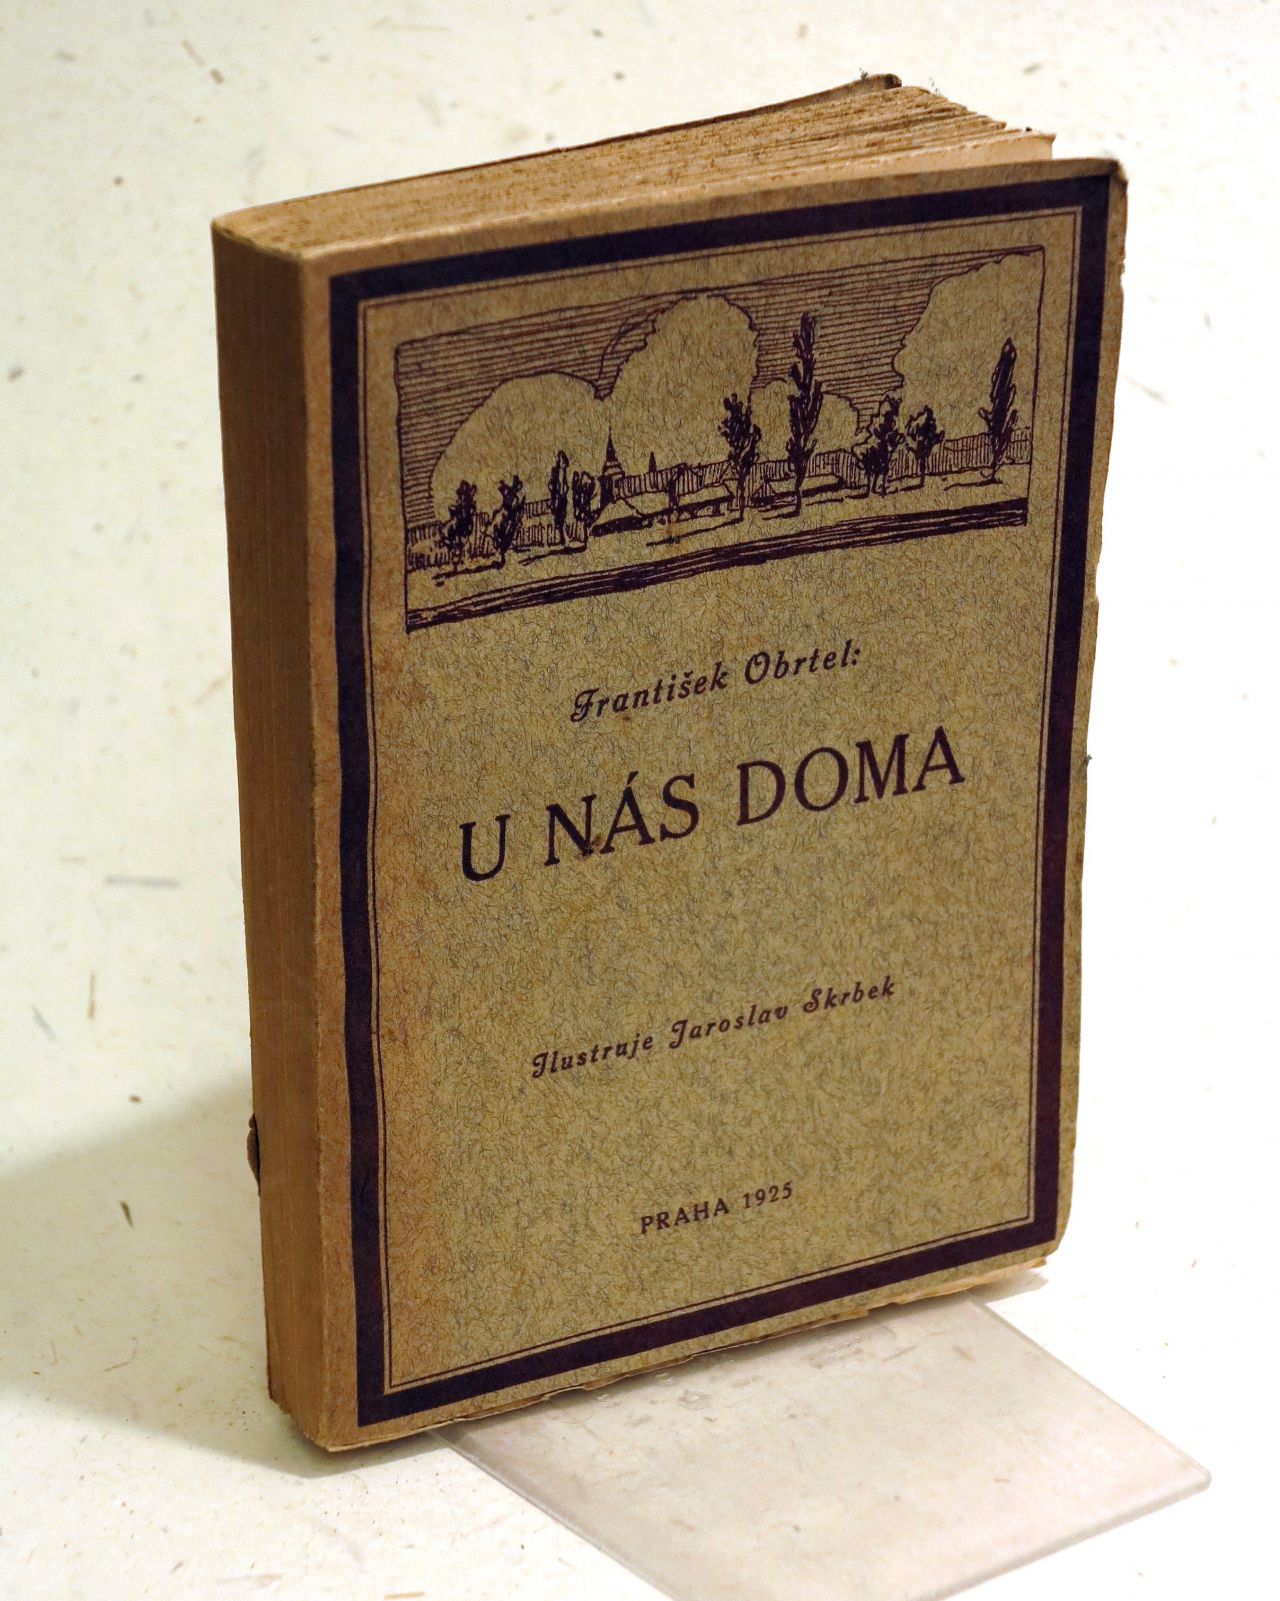 František Obrtel:
U NÁS DOMA
Ilustruje Jaroslav Skrbek
PRAHA 1925